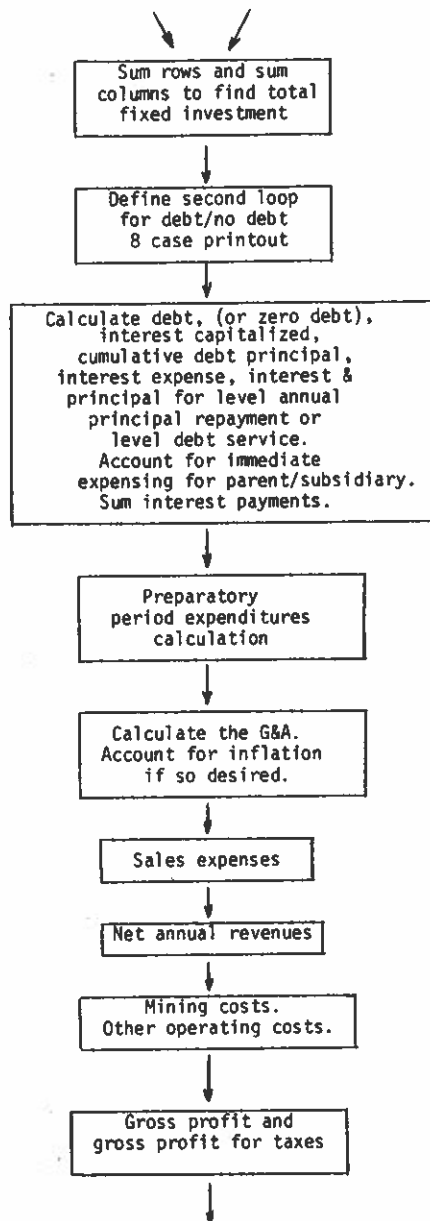 Sum rows and sum
columns to find total
fixed investment
Define second loop
for debt/no debt
8 case printout
Calculate debt, (or zero debt),
interest capitalized,
cumulative debt principal,
interest expense, interest &
principal for level annual
principal repayment or
level debt service.
Account for immediate
expensing for parent/subsidiary.
Sum interest payments.
Preparatory
period expenditures
calculation
Calculate the G&A.
Account for inflation
if so desired.
Sales expenses
Net annual revenues
Mining costs.
Other operating costs.
Gross profit and
gross profit for taxes